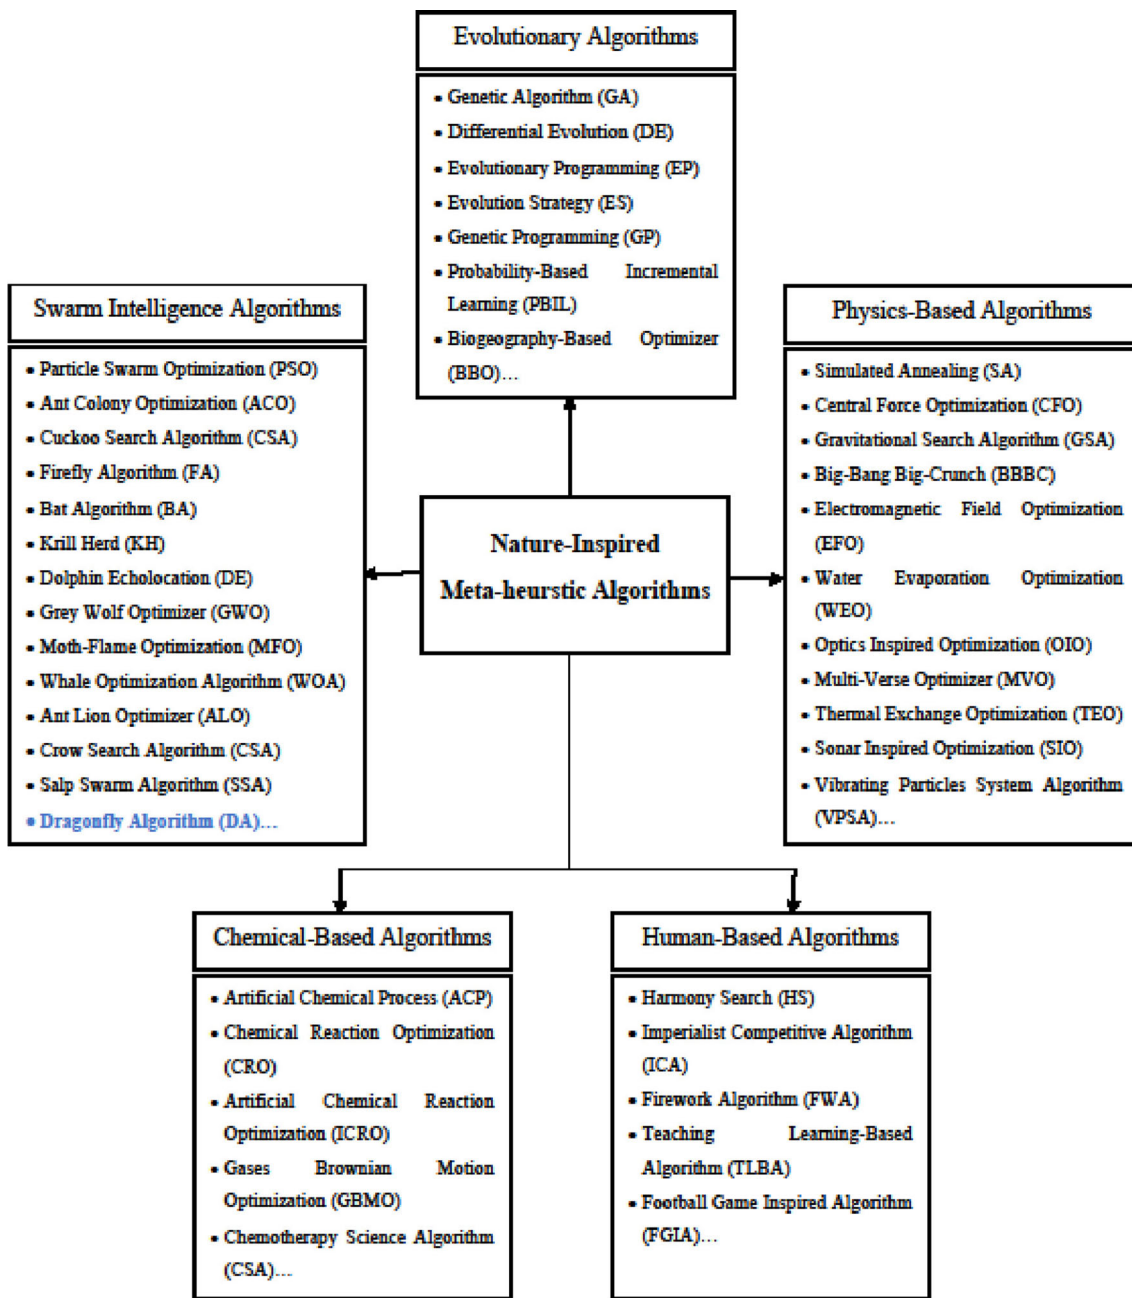 Evolutionary Algorithms
• Genetic Algorithm (GA)
• Differential Evolution (DE)
• Evolutionary Programming (EP)
• Evolution Strategy (ES)
• Genetic Programming (GP)
• Probability-Based Incremental
Learning (PBIL)
• Biogeography-Based Optimizer
(BBO)...
Swarm Intelligence Algorithms
• Particle Swarm Optimization (PSO)
• Ant Colony Optimization (ACO)
• Cuckoo Search Algorithm (CSA)
• Firefly Algorithm (FA)
• Bat Algorithm (BA)
• Krill Herd (KH)
• Dolphin Echolocation (DE)
• Grey Wolf Optimizer (GWO)
• Moth-Flame Optimization (MFO)
• Whale Optimization Algorithm (WOA)
• Ant Lion Optimizer (ALO)
• Crow Search Algorithm (CSA)
• Salp Swarm Algorithm (SSA)
• Dragonfly Algorithm (DA)...
Nature-Inspired
Meta-heurstic Algorithms
Physics-Based Algorithms
• Simulated Annealing (SA)
• Central Force Optimization (CFO)
• Gravitational Search Algorithm (GSA)
• Big-Bang Big-Crunch (BBBC)
• Electromagnetic Field Optimization
(EFO)
• Water Evaporation Optimization
(WEO)
• Optics Inspired Optimization (OIO)
• Multi-Verse Optimizer (MVO)
• Thermal Exchange Optimization (TEO)
• Sonar Inspired Optimization (SIO)
• Vibrating Particles System Algorithm
(VPSA)...
Chemical-Based Algorithms
• Artificial Chemical Process (ACP)
• Chemical Reaction Optimization
(CRO)
• Artificial Chemical Reaction
Optimization (ICRO)
• Gases Brownian Motion
Optimization (GBMO)
• Chemotherapy Science Algorithm
(CSA)...
Human-Based Algorithms
• Harmony Search (HS)
• Imperialist Competitive Algorithm
(ICA)
• Firework Algorithm (FWA)
• Teaching Learning-Based
Algorithm (TLBA)
• Football Game Inspired Algorithm
(FGIA)...